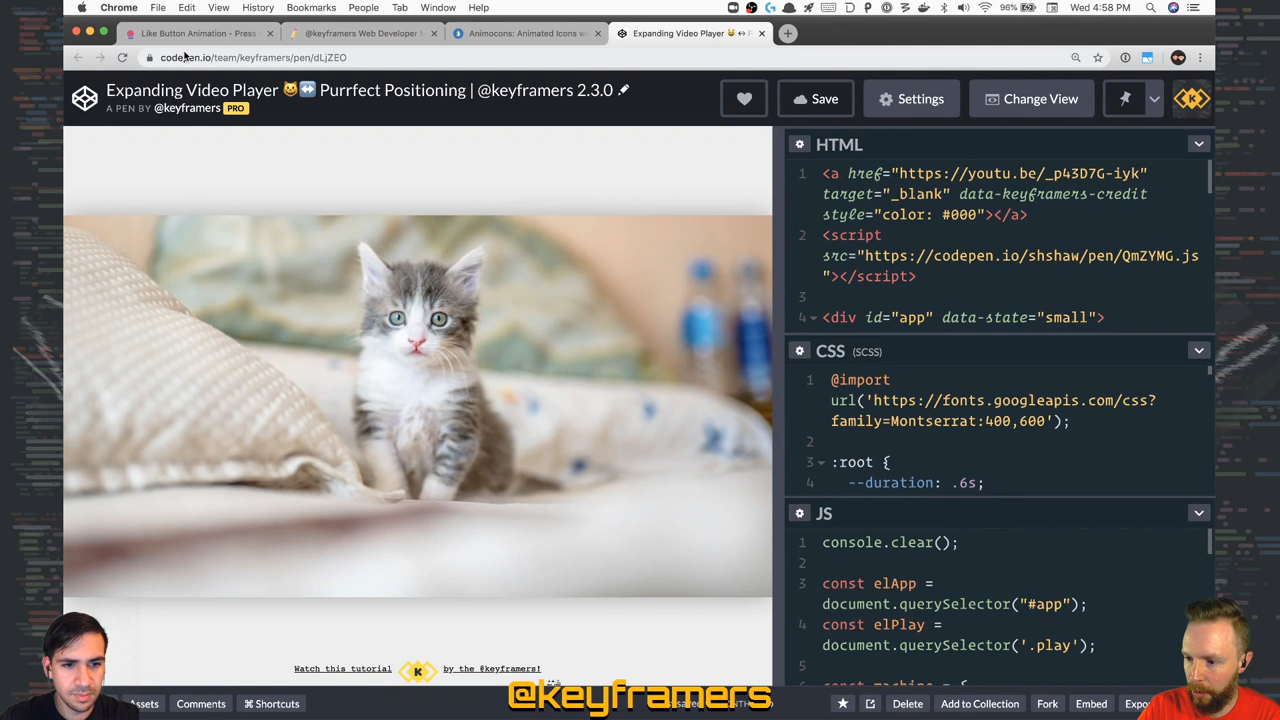 Chrome File Edit View History Bookmarks People Tab Window Help 96% Wed 4:58 PM
Like Button Animation - Press × @keyframers Web Developer M × Animocons: Animated Icons w × Expanding Video Player × +
codepen.io/team/keyframers/pen/dLjZEO
Expanding Video Player 😺↔️ Purrfect Positioning | @keyframers 2.3.0
A PEN BY @keyframers PRO
Save
Settings
Change View
K
HTML
1 <a href="https://youtu.be/_p43D7G-iyk"
target="_blank" data-keyframers-credit
style="color: #000"></a>
2 <script
src="https://codepen.io/shshaw/pen/QmZYMG.js
"></script>
3
4 <div id="app" data-state="small">
CSS (SCSS)
1 @import
url('https://fonts.googleapis.com/css?
family=Montserrat:400,600');
2
3 :root {
4 --duration: .6s;
JS
1 console.clear();
2
3 const elApp =
document.querySelector("#app");
4 const elPlay =
document.querySelector('.play');
5
Watch this tutorial K by the @keyframers!
@keyframers
Assets Comments ⌘ Shortcuts
Delete Add to Collection Fork Embed